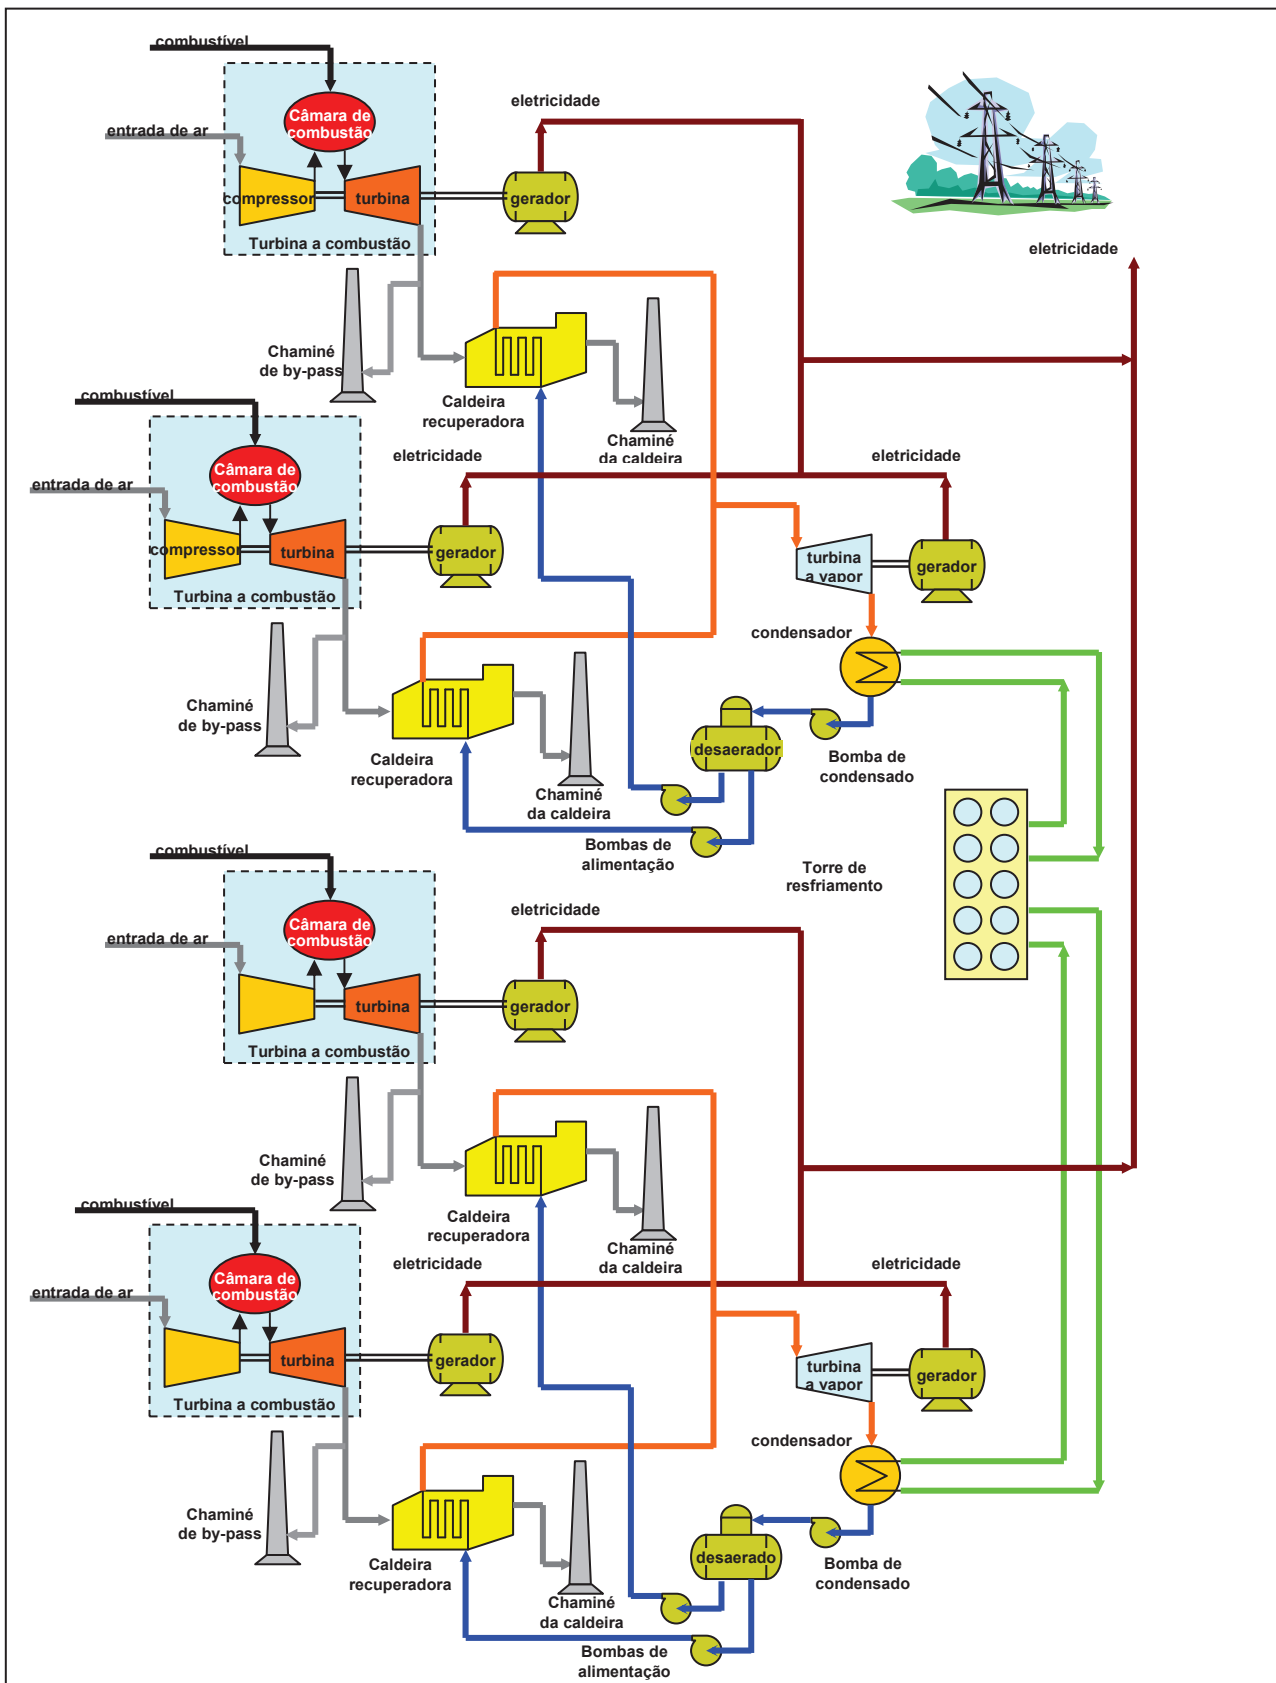 combustível
Câmara de
combustão
entrada de ar
compressor
turbina
Turbina a combustão
eletricidade
gerador
eletricidade
Chaminé
de by-pass
Caldeira
recuperadora
Chaminé
da caldeira
combustível
Câmara de
combustão
entrada de ar
compressor
turbina
Turbina a combustão
eletricidade
gerador
eletricidade
turbina
a vapor
gerador
condensador
Chaminé
de by-pass
Caldeira
recuperadora
Chaminé
da caldeira
desaerador
Bomba de
condensado
Bombas de
alimentação
Torre de
resfriamento
combustível
Câmara de
combustão
entrada de ar
turbina
Turbina a combustão
eletricidade
gerador
Chaminé
de by-pass
Caldeira
recuperadora
Chaminé
da caldeira
combustível
Câmara de
combustão
entrada de ar
turbina
Turbina a combustão
eletricidade
gerador
eletricidade
turbina
a vapor
gerador
condensador
Chaminé
de by-pass
Caldeira
recuperadora
Chaminé
da caldeira
desaerado
Bomba de
condensado
Bombas de
alimentação